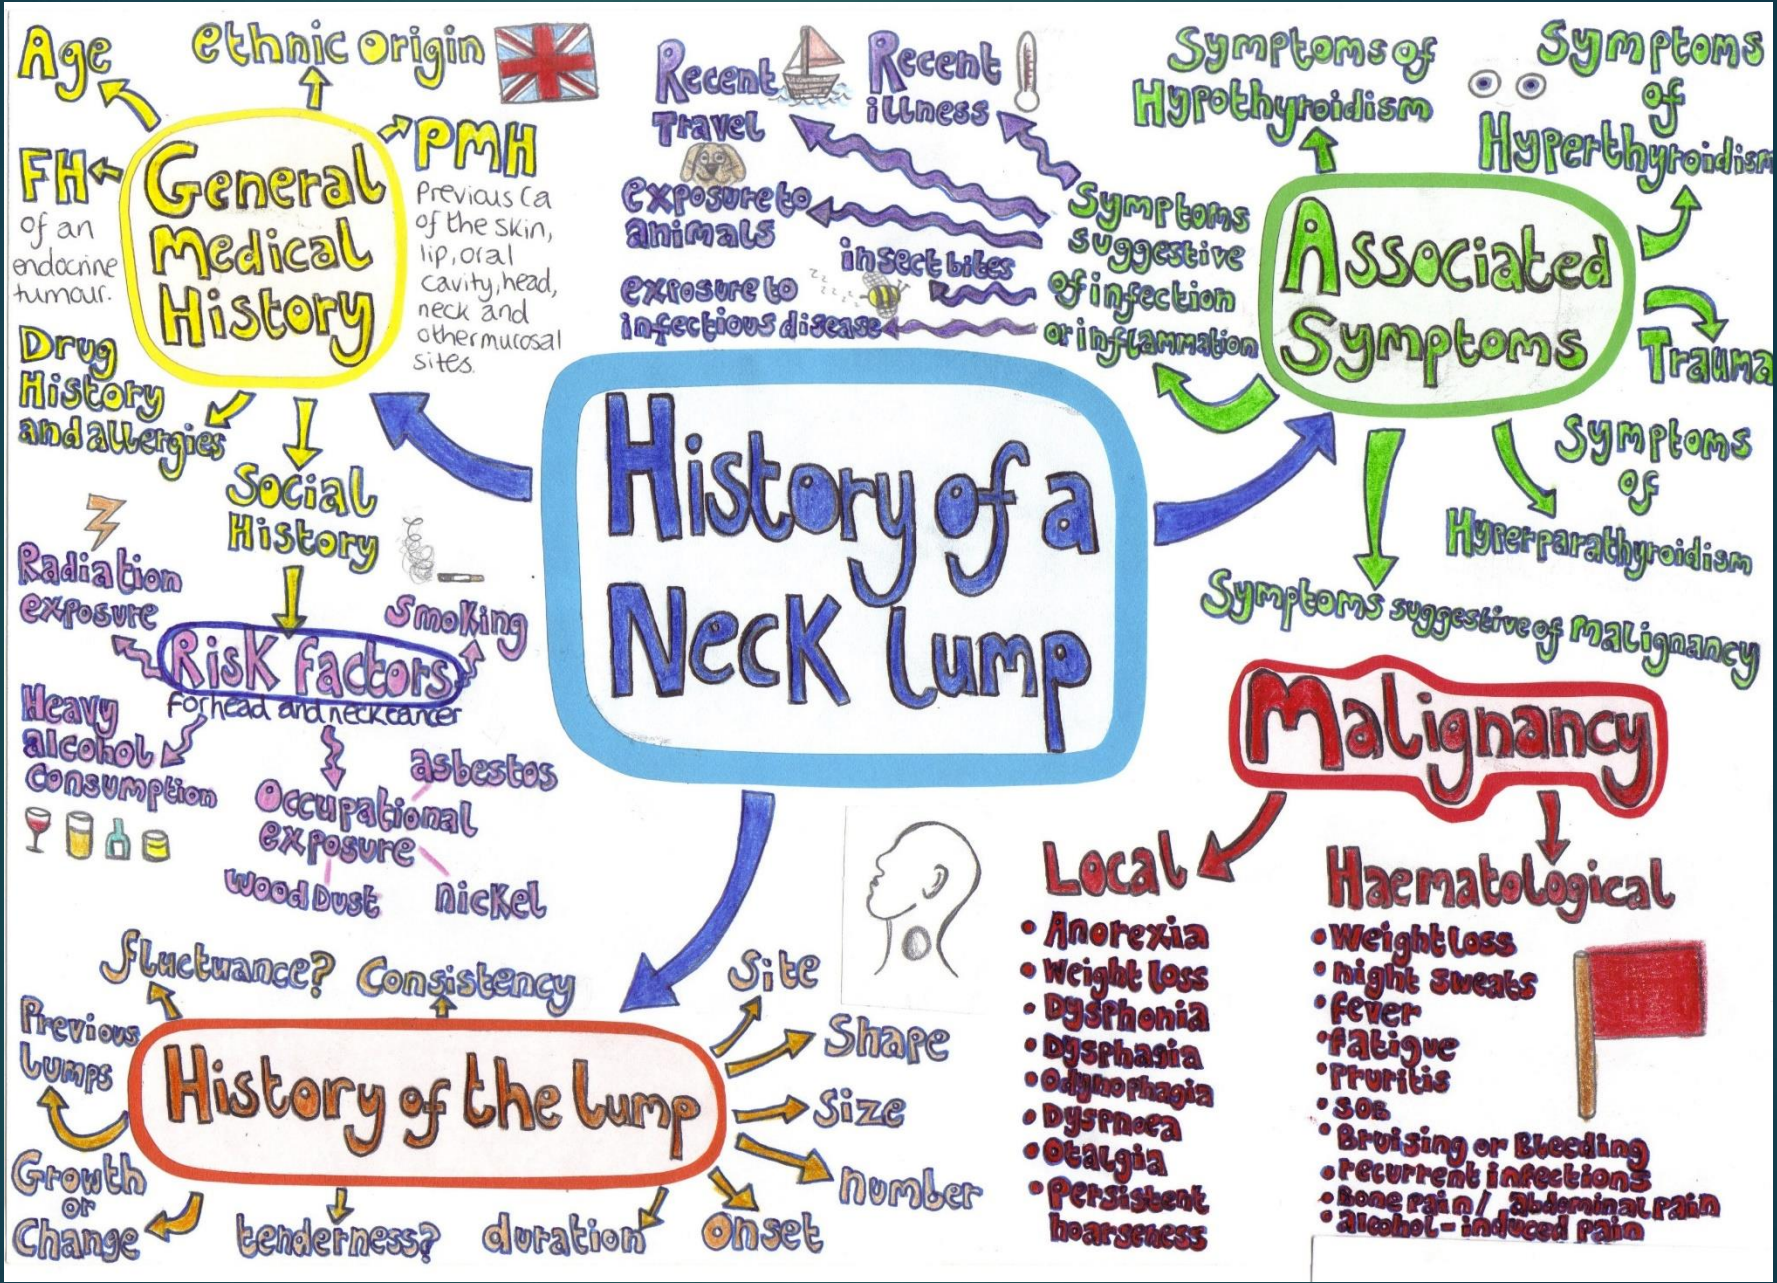 History of a
Neck lump
General
Medical
History
Age
ethnic origin
PMH
Previous Ca
of the skin,
lip, oral
cavity, head,
neck and
other mucosal
sites.
FH
of an
endocrine
tumour.
Drug
History
and allergies
Social
History
Risk factors
for head and neck cancer
Radiation
exposure
Smoking
Heavy
alcohol
consumption
Occupational
exposure
asbestos
wood Dust
nickel
Associated
Symptoms
Symptoms of
Hypothyroidism
Symptoms
of
Hyperthyroidism
Trauma
Symptoms
of
Hyperparathyroidism
Symptoms suggestive of malignancy
Symptoms
suggestive
of infection
or inflammation
Recent
Travel
Recent
illness
exposure to
animals
insect bites
zz
zzzz
exposure to
infectious disease
Malignancy
Local
• Anorexia
• Weight loss
• Dysphonia
• Dysphagia
• Odynophagia
• Dyspnoea
• Otalgia
• Persistent
hoarseness
Haematological
• Weight loss
• night sweats
• fever
• fatigue
• Pruritis
• SOB
• Bruising or Bleeding
• recurrent infections
• Bone pain / abdominal pain
• alcohol-induced pain
History of the lump
fluctuance?
Consistency
Site
Shape
Size
number
onset
duration
tenderness?
Growth
or
Change
Previous
lumps